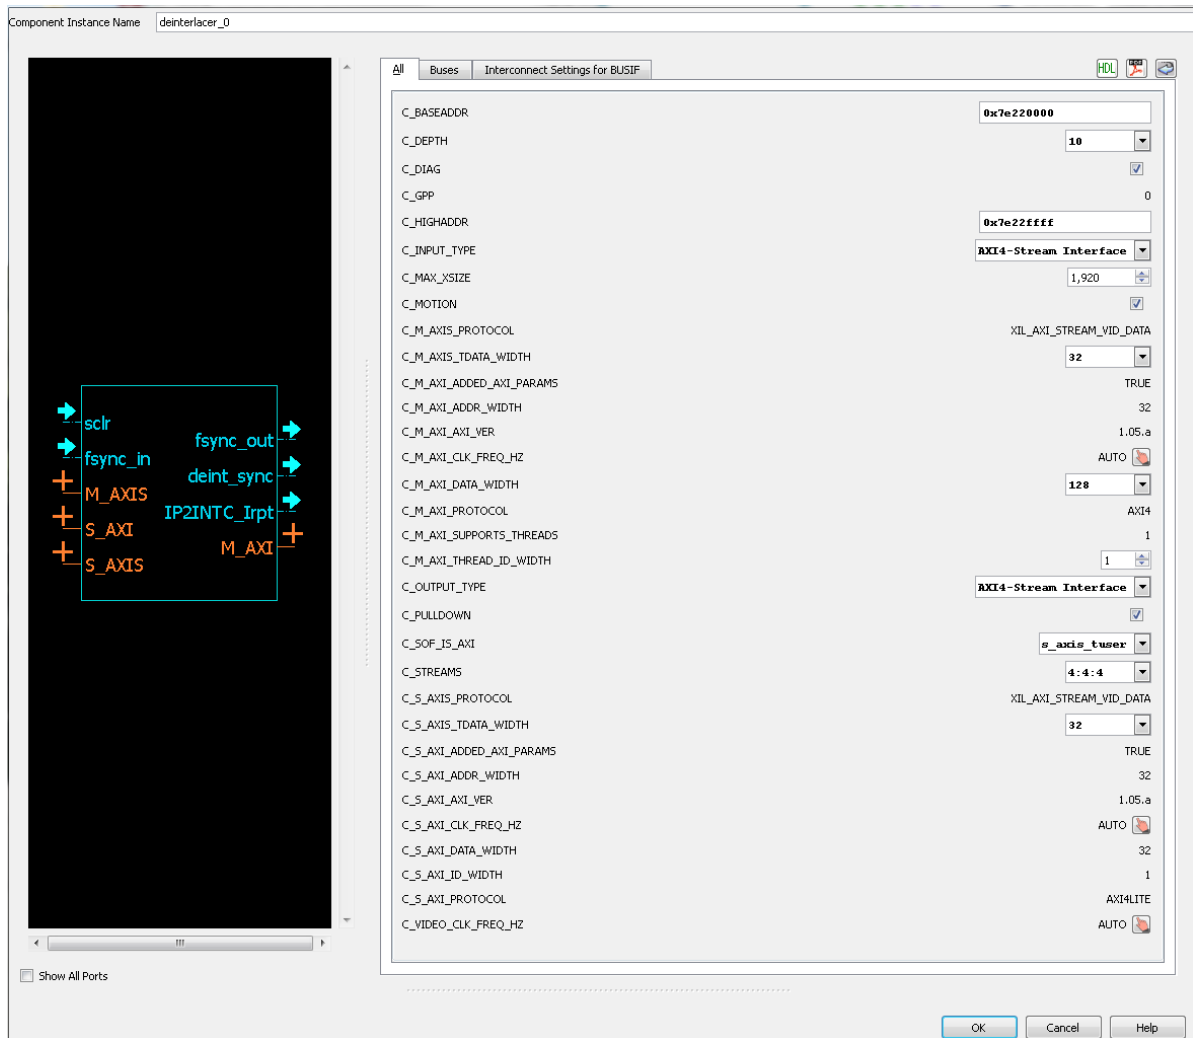 Component Instance Name deinterlacer_0
sclr
fsync_in
M_AXIS
S_AXI
S_AXIS
fsync_out
deint_sync
IP2INTC_Irpt
M_AXI
Show All Ports
All Buses Interconnect Settings for BUSIF HDL PDF
C_BASEADDR 0x7e220000
C_DEPTH 10
C_DIAG
C_GPP 0
C_HIGHADDR 0x7e22ffff
C_INPUT_TYPE AXI4-Stream Interface
C_MAX_XSIZE 1,920
C_MOTION
C_M_AXIS_PROTOCOL XIL_AXI_STREAM_VID_DATA
C_M_AXIS_TDATA_WIDTH 32
C_M_AXI_ADDED_AXI_PARAMS TRUE
C_M_AXI_ADDR_WIDTH 32
C_M_AXI_AXI_VER 1.05.a
C_M_AXI_CLK_FREQ_HZ AUTO
C_M_AXI_DATA_WIDTH 128
C_M_AXI_PROTOCOL AXI4
C_M_AXI_SUPPORTS_THREADS 1
C_M_AXI_THREAD_ID_WIDTH 1
C_OUTPUT_TYPE AXI4-Stream Interface
C_PULLDOWN
C_SOF_IS_AXI s_axis_tuser
C_STREAMS 4:4:4
C_S_AXIS_PROTOCOL XIL_AXI_STREAM_VID_DATA
C_S_AXIS_TDATA_WIDTH 32
C_S_AXI_ADDED_AXI_PARAMS TRUE
C_S_AXI_ADDR_WIDTH 32
C_S_AXI_AXI_VER 1.05.a
C_S_AXI_CLK_FREQ_HZ AUTO
C_S_AXI_DATA_WIDTH 32
C_S_AXI_ID_WIDTH 1
C_S_AXI_PROTOCOL AXI4LITE
C_VIDEO_CLK_FREQ_HZ AUTO
OK Cancel Help